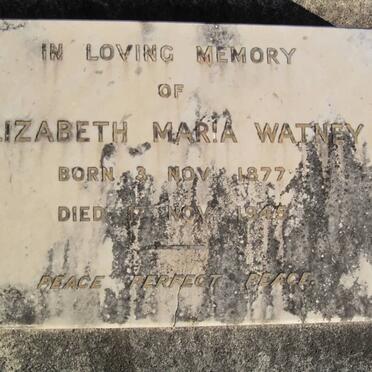 IN LOVING MEMORY
OF
LIZABETH MARIA WATNEY
BORN 3 NOV. 1877
DIED NOV.
PEACE PERFECT PEACE